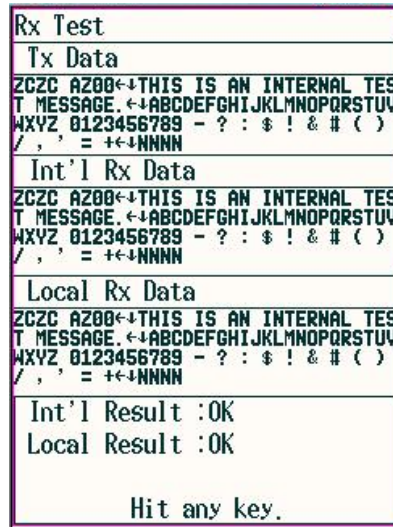 Rx Test
Tx Data
ZCZC AZ00←↓THIS IS AN INTERNAL TES
T MESSAGE.←↓ABCDEFGHIJKLMNOPQRSTUV
WXYZ 0123456789 - ? : $ ! & # ( )
/ , ' = +←↓NNNN
Int'l Rx Data
ZCZC AZ00←↓THIS IS AN INTERNAL TES
T MESSAGE.←↓ABCDEFGHIJKLMNOPQRSTUV
WXYZ 0123456789 - ? : $ ! & # ( )
/ , ' = +←↓NNNN
Local Rx Data
ZCZC AZ00←↓THIS IS AN INTERNAL TES
T MESSAGE.←↓ABCDEFGHIJKLMNOPQRSTUV
WXYZ 0123456789 - ? : $ ! & # ( )
/ , ' = +←↓NNNN
Int'l Result :OK
Local Result :OK
Hit any key.